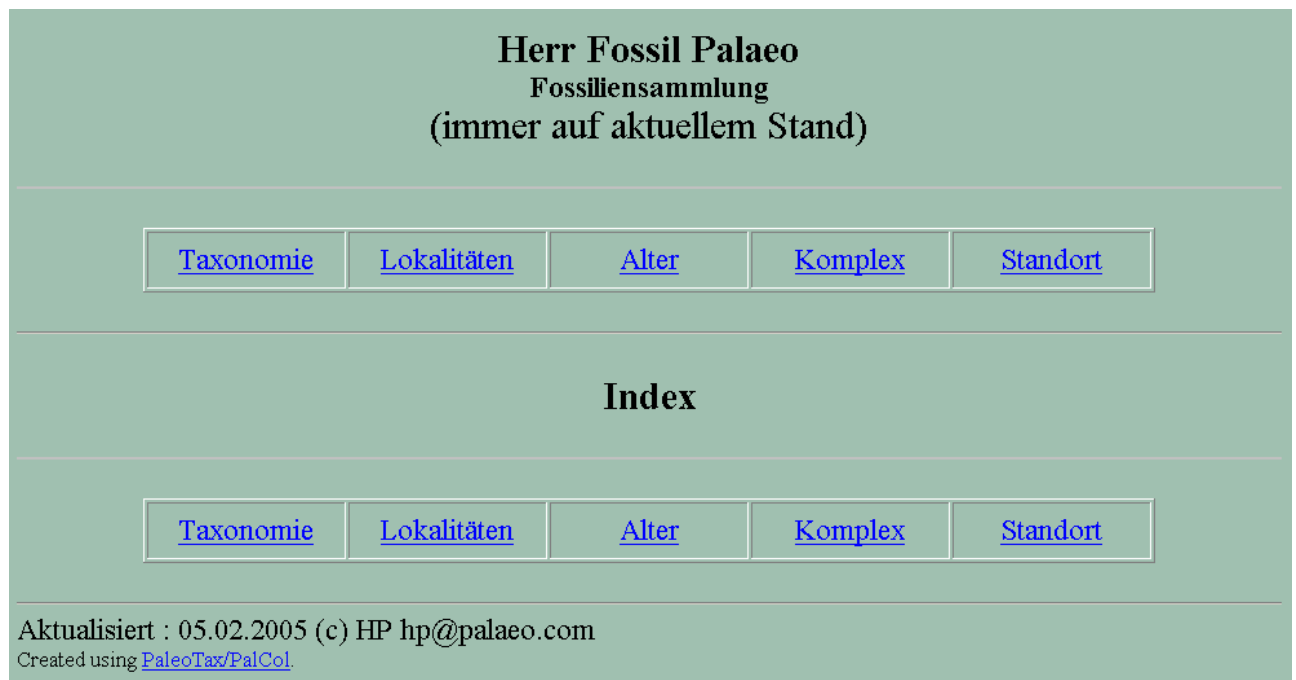 Herr Fossil Palaeo
Fossiliensammlung
(immer auf aktuellem Stand)
Taxonomie Lokalitäten Alter Komplex Standort
Index
Taxonomie Lokalitäten Alter Komplex Standort
Aktualisiert : 05.02.2005 (c) HP hp@palaeo.com
Created using PaleoTax/PalCol.